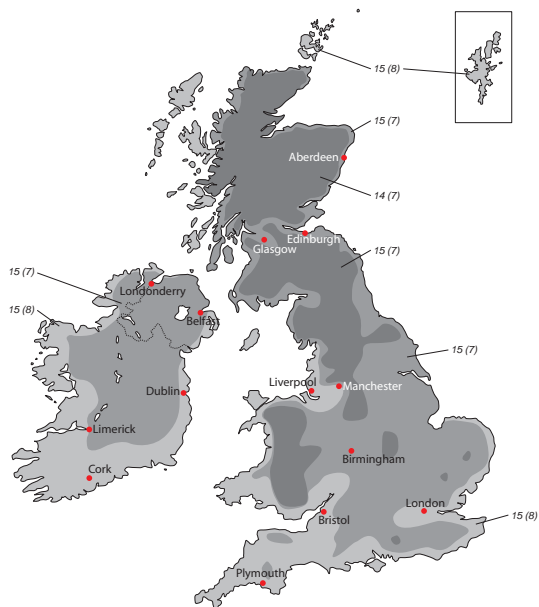 15 (8)
15 (7)
Aberdeen
14 (7)
Edinburgh
Glasgow
15 (7)
15 (7)
Londonderry
15 (8)
Belfast
15 (7)
Liverpool
Manchester
Dublin
Limerick
Birmingham
Cork
London
15 (8)
Bristol
Plymouth